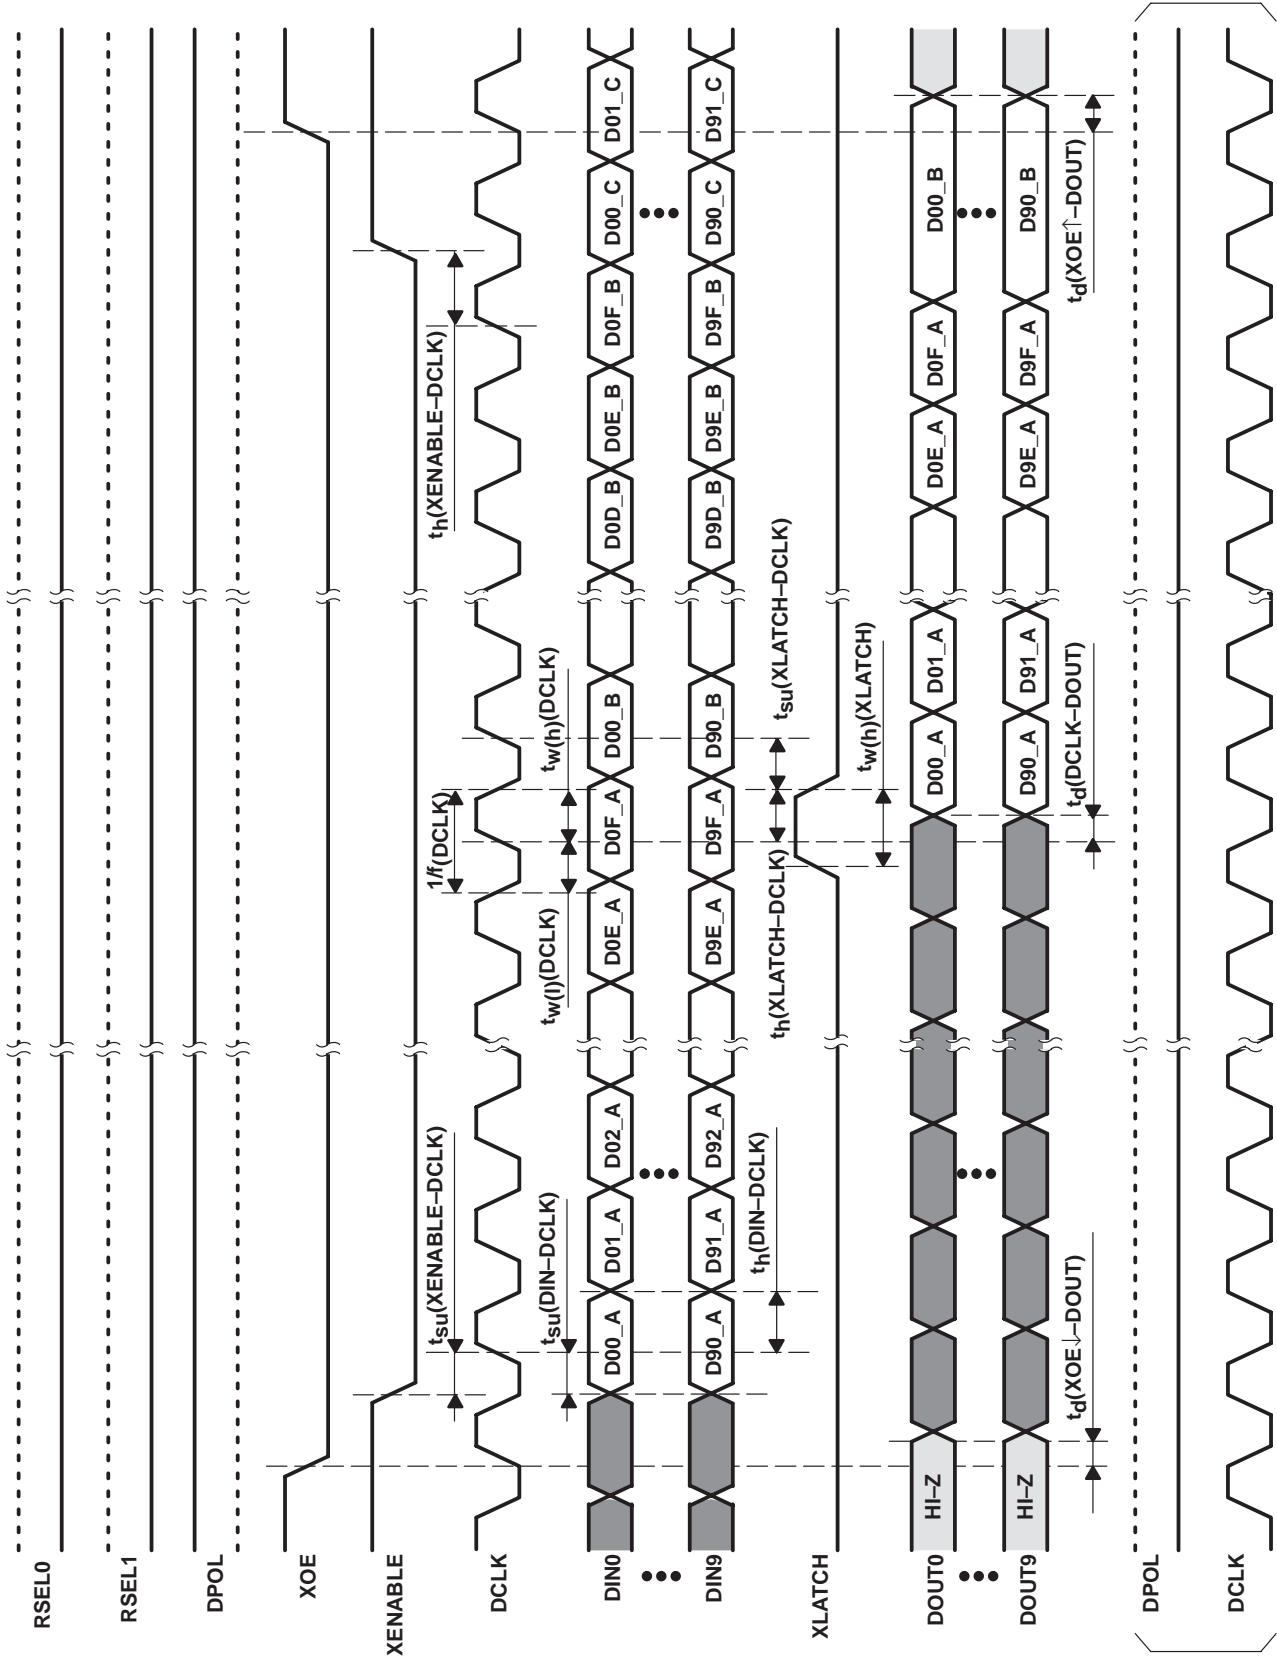 RSEL0
RSEL1
DPOL
XOE
XENABLE
tsu(XENABLE–DCLK)
th(XENABLE–DCLK)
DCLK
1/f(DCLK)
tsu(DIN–DCLK)
tw(l)(DCLK)
tw(h)(DCLK)
DIN0
D00_A
D01_A
D02_A
D0E_A
D0F_A
D00_B
D0D_B
D0E_B
D0F_B
D00_C
D01_C
DIN9
D90_A
D91_A
D92_A
D9E_A
D9F_A
D90_B
D9D_B
D9E_B
D9F_B
D90_C
D91_C
th(DIN–DCLK)
th(XLATCH–DCLK)
tsu(XLATCH–DCLK)
XLATCH
tw(h)(XLATCH)
DOUT0
HI–Z
D00_A
D01_A
D0E_A
D0F_A
D00_B
DOUT9
HI–Z
D90_A
D91_A
D9E_A
D9F_A
D90_B
td(XOE↓–DOUT)
td(DCLK–DOUT)
td(XOE↑–DOUT)
DPOL
DCLK